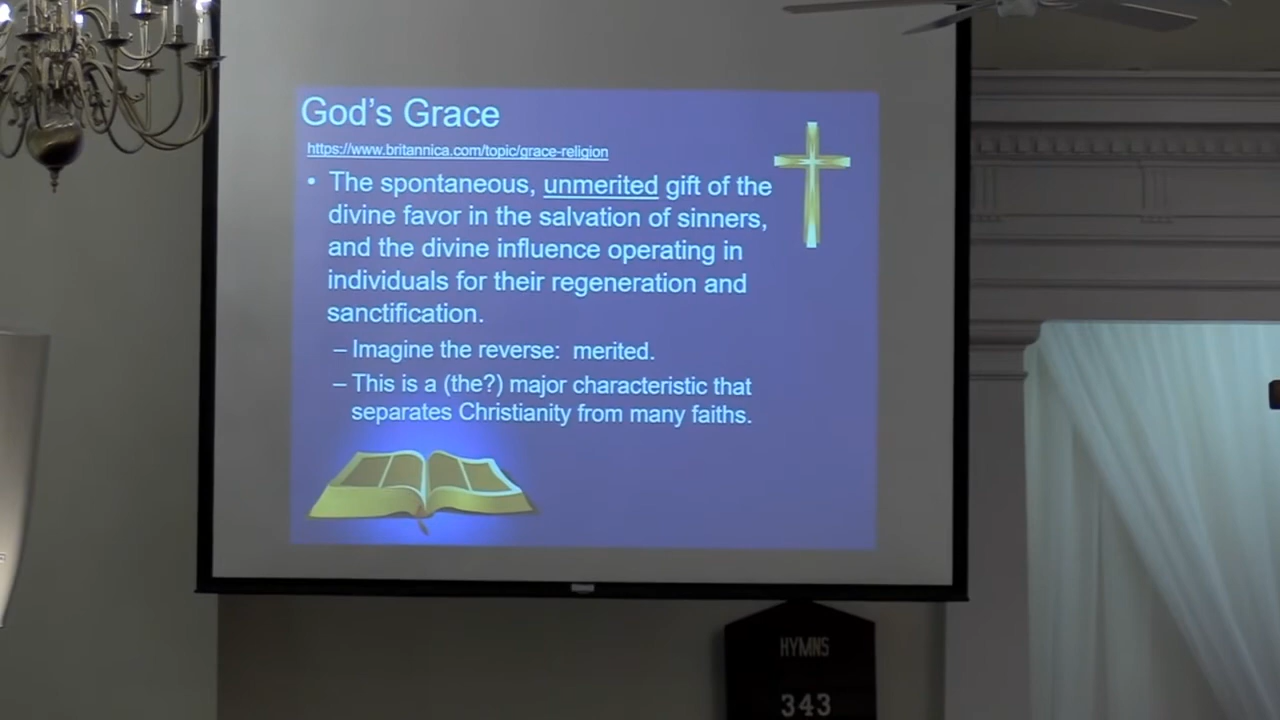 God's Grace
https://www.britannica.com/topic/grace-religion
• The spontaneous, unmerited gift of the
divine favor in the salvation of sinners,
and the divine influence operating in
individuals for their regeneration and
sanctification.
– Imagine the reverse:  merited.
– This is a (the?) major characteristic that
separates Christianity from many faiths.
HYMNS
343